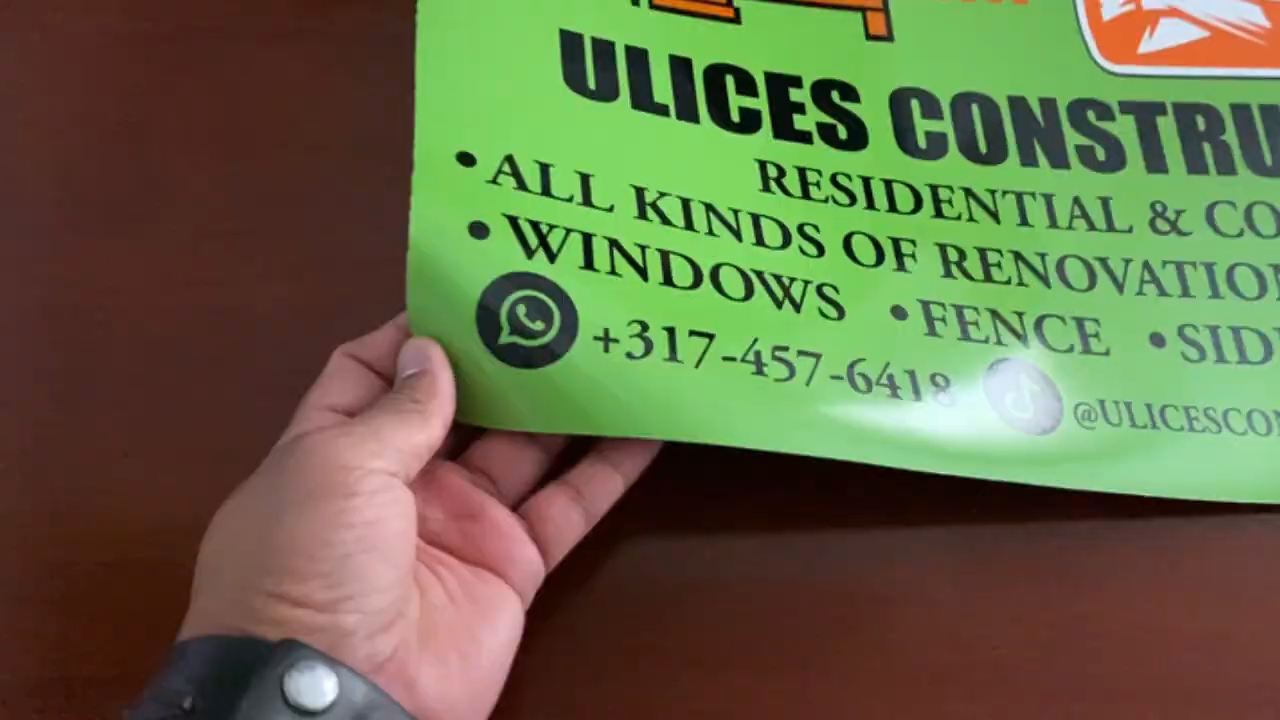 ULICES CONSTRU
RESIDENTIAL & CO
• ALL KINDS OF RENOVATIO
• WINDOWS • FENCE • SID
+317-457-6418 @ULICESCO